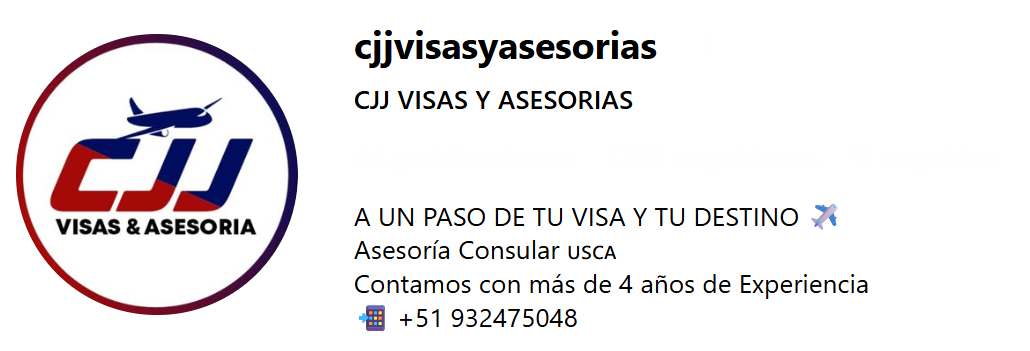 CJJ
VISAS & ASESORIA
cjjvisasyasesorias
CJJ VISAS Y ASESORIAS
A UN PASO DE TU VISA Y TU DESTINO ✈️
Asesoría Consular ᴜsᴄᴀ
Contamos con más de 4 años de Experiencia
📲 +51 932475048